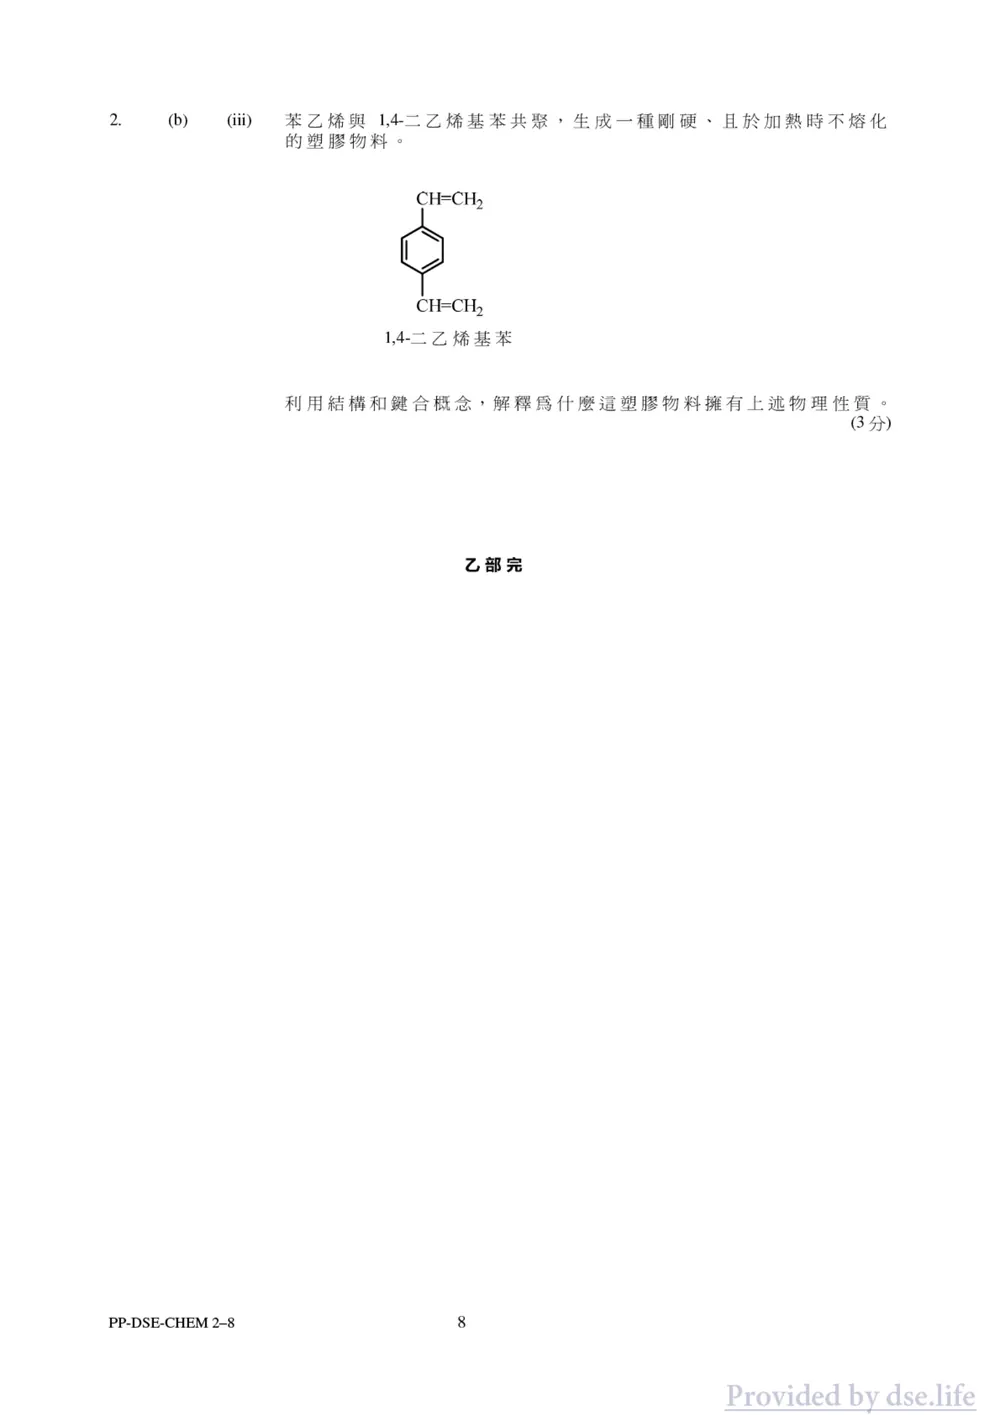 2. (b) (iii) 苯乙烯與 1,4-二乙烯基苯共聚，生成一種剛硬、且於加熱時不熔化
的塑膠物料。
CH=CH₂
CH=CH₂
1,4-二乙烯基苯
利用結構和鍵合概念，解釋爲什麼這塑膠物料擁有上述物理性質。
(3 分)
乙部完
PP-DSE-CHEM 2–8 8
Provided by dse.life